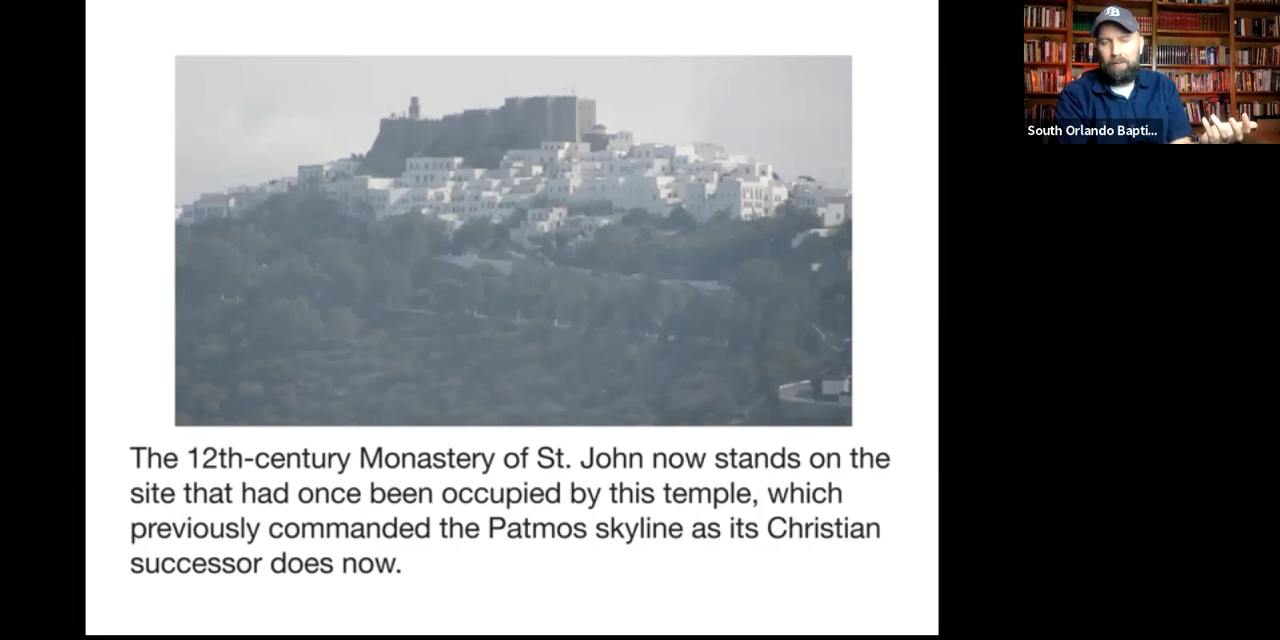 South Orlando Bapti...
The 12th-century Monastery of St. John now stands on the
site that had once been occupied by this temple, which
previously commanded the Patmos skyline as its Christian
successor does now.